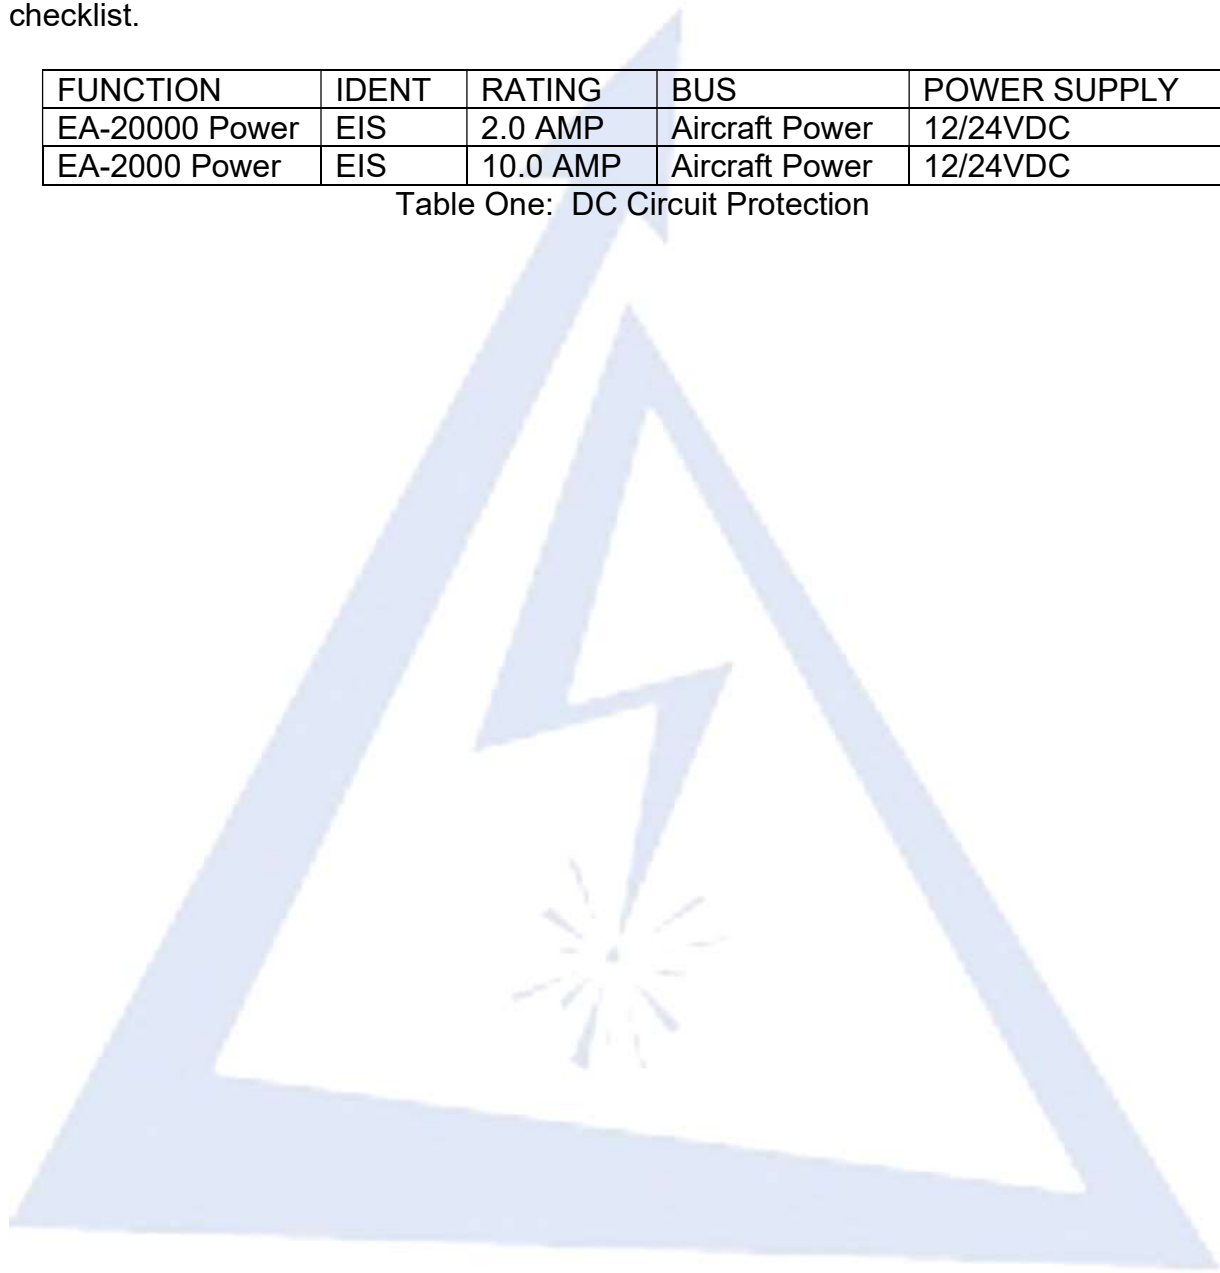 checklist.
FUNCTION IDENT RATING BUS POWER SUPPLY
EA-20000 Power EIS 2.0 AMP Aircraft Power 12/24VDC
EA-2000 Power EIS 10.0 AMP Aircraft Power 12/24VDC
Table One: DC Circuit Protection